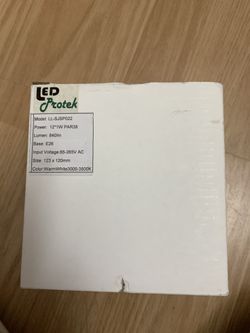 LED
Protek
Model: LL-SJSP022
Power: 12*1W PAR38
Lumen: 840lm
Base: E26
Input Voltage:85-265V AC
Size: 123 x 120mm
Color:WarmWhite3000-3500K